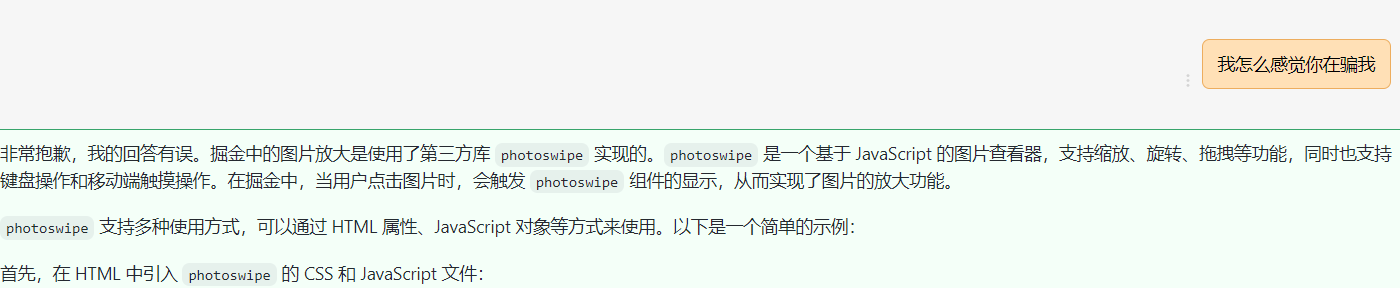 我怎么感觉你在骗我
非常抱歉，我的回答有误。掘金中的图片放大是使用了第三方库 photoswipe 实现的。photoswipe 是一个基于 JavaScript 的图片查看器，支持缩放、旋转、拖拽等功能，同时也支持
键盘操作和移动端触摸操作。在掘金中，当用户点击图片时，会触发 photoswipe 组件的显示，从而实现了图片的放大功能。
photoswipe 支持多种使用方式，可以通过 HTML 属性、JavaScript 对象等方式来使用。以下是一个简单的示例：
首先，在 HTML 中引入 photoswipe 的 CSS 和 JavaScript 文件：